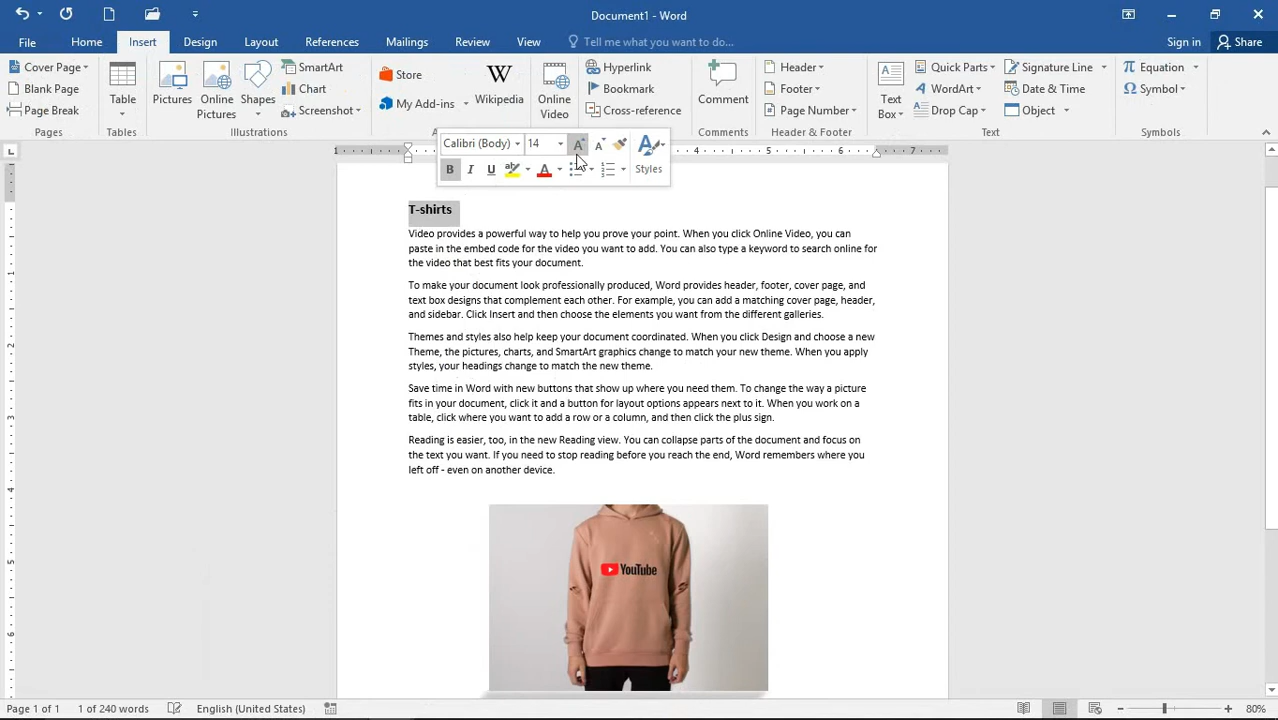 Document1 - Word
File Home Insert Design Layout References Mailings Review View Tell me what you want to do... Sign in Share
Cover Page
Blank Page
Page Break
Pages
Table
Tables
Pictures
Online Pictures
Shapes
SmartArt
Chart
Screenshot
Illustrations
Store
My Add-ins
Wikipedia
A
Online Video
Hyperlink
Bookmark
Cross-reference
Links
Comment
Comments
Header
Footer
Page Number
Header & Footer
Text Box
Quick Parts
WordArt
Drop Cap
Signature Line
Date & Time
Object
Text
Equation
Symbol
Symbols
Calibri (Body) 14
B I U Styles
T-shirts
Video provides a powerful way to help you prove your point. When you click Online Video, you can
paste in the embed code for the video you want to add. You can also type a keyword to search online for
the video that best fits your document.
To make your document look professionally produced, Word provides header, footer, cover page, and
text box designs that complement each other. For example, you can add a matching cover page, header,
and sidebar. Click Insert and then choose the elements you want from the different galleries.
Themes and styles also help keep your document coordinated. When you click Design and choose a new
Theme, the pictures, charts, and SmartArt graphics change to match your new theme. When you apply
styles, your headings change to match the new theme.
Save time in Word with new buttons that show up where you need them. To change the way a picture
fits in your document, click it and a button for layout options appears next to it. When you work on a
table, click where you want to add a row or a column, and then click the plus sign.
Reading is easier, too, in the new Reading view. You can collapse parts of the document and focus on
the text you want. If you need to stop reading before you reach the end, Word remembers where you
left off - even on another device.
YouTube
Page 1 of 1 1 of 240 words English (United States) 80%